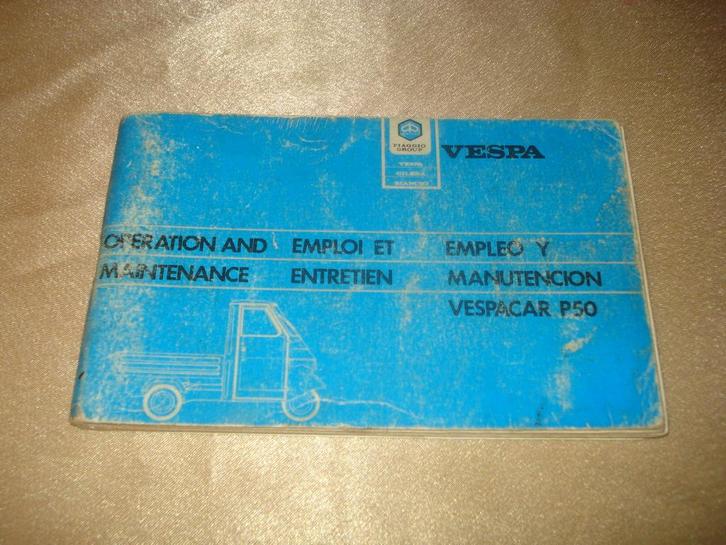 PIAGGIO
GROUP
VESPA
GILERA
BIANCHI
VESPA
OPERATION AND EMPLOI ET EMPLEO Y
MAINTENANCE ENTRETIEN MANUTENCION
VESPACAR P50